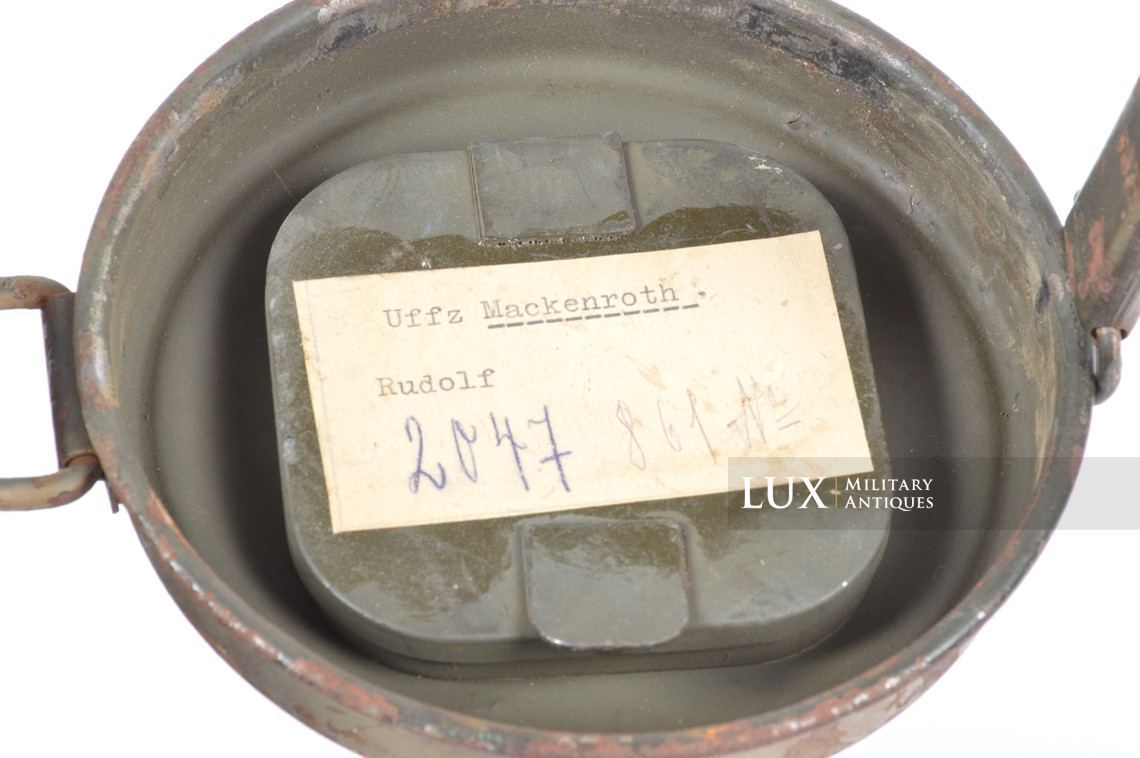 Uffz Mackenroth.
Rudolf
2047 861
LUX MILITARY
ANTIQUES